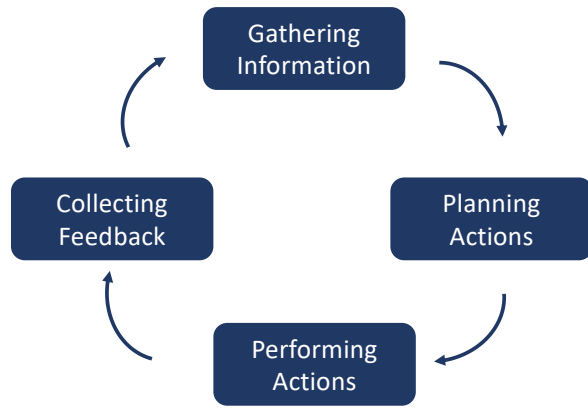 Gathering
Information
Planning
Actions
Performing
Actions
Collecting
Feedback